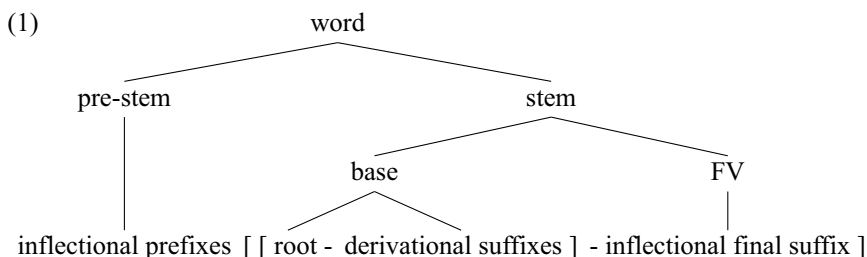 (1) word
pre-stem stem
base FV
inflectional prefixes [ [ root - derivational suffixes ] - inflectional final suffix ]